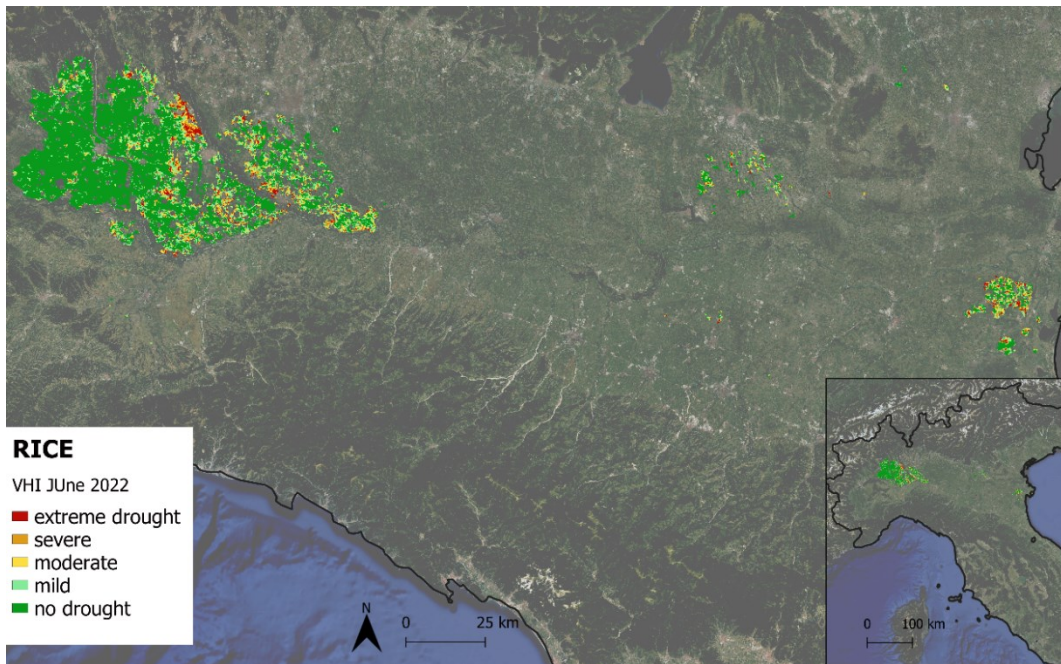 RICE
VHI JUne 2022
extreme drought
severe
moderate
mild
no drought
N
0 25 km
0 100 km